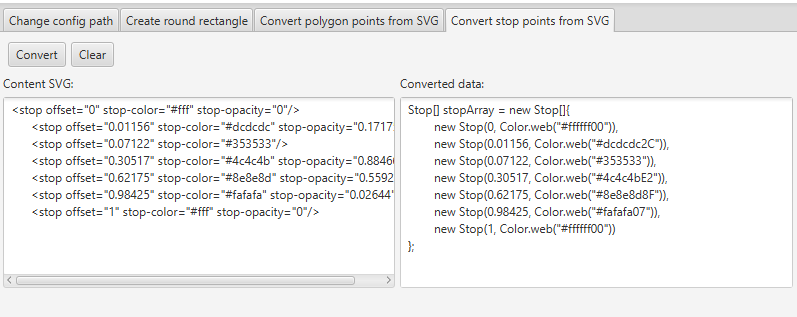 Change config path
Create round rectangle
Convert polygon points from SVG
Convert stop points from SVG
Convert
Clear
Content SVG:
<stop offset="0" stop-color="#fff" stop-opacity="0"/>
<stop offset="0.01156" stop-color="#dcdcdc" stop-opacity="0.1717
<stop offset="0.07122" stop-color="#353533"/>
<stop offset="0.30517" stop-color="#4c4c4b" stop-opacity="0.8846
<stop offset="0.62175" stop-color="#8e8e8d" stop-opacity="0.5592
<stop offset="0.98425" stop-color="#fafafa" stop-opacity="0.02644"
<stop offset="1" stop-color="#fff" stop-opacity="0"/>
Converted data:
Stop[] stopArray = new Stop[]{
new Stop(0, Color.web("#ffffff00")),
new Stop(0.01156, Color.web("#dcdcdc2C")),
new Stop(0.07122, Color.web("#353533")),
new Stop(0.30517, Color.web("#4c4c4bE2")),
new Stop(0.62175, Color.web("#8e8e8d8F")),
new Stop(0.98425, Color.web("#fafafa07")),
new Stop(1, Color.web("#ffffff00"))
};